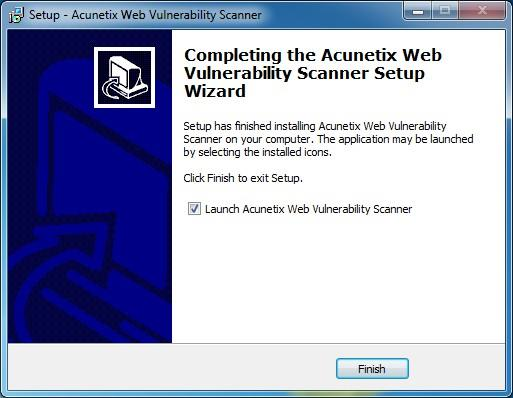 Setup - Acunetix Web Vulnerability Scanner
Completing the Acunetix Web
Vulnerability Scanner Setup
Wizard
Setup has finished installing Acunetix Web Vulnerability
Scanner on your computer. The application may be launched
by selecting the installed icons.
Click Finish to exit Setup.
Launch Acunetix Web Vulnerability Scanner
Finish